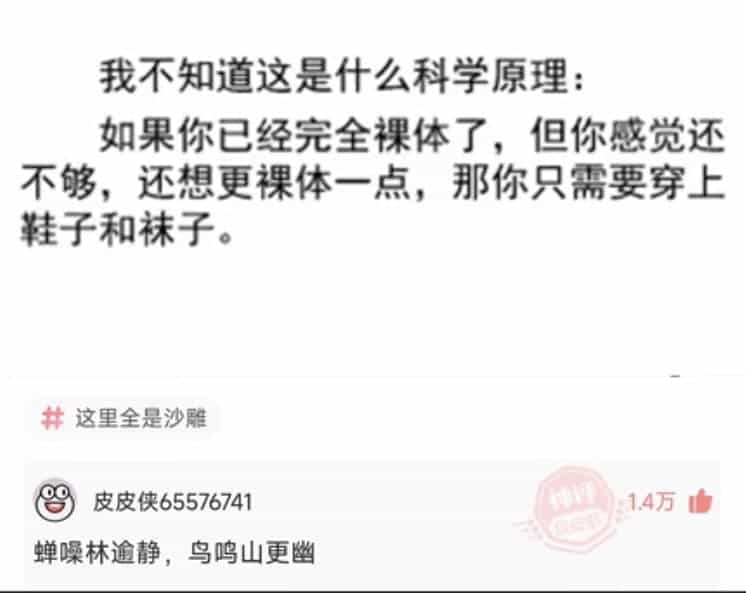 我不知道这是什么科学原理：
如果你已经完全裸体了，但你感觉还
不够，还想更裸体一点，那你只需要穿上
鞋子和袜子。
# 这里全是沙雕
皮皮侠65576741
神评
1.4万
蝉噪林逾静，鸟鸣山更幽